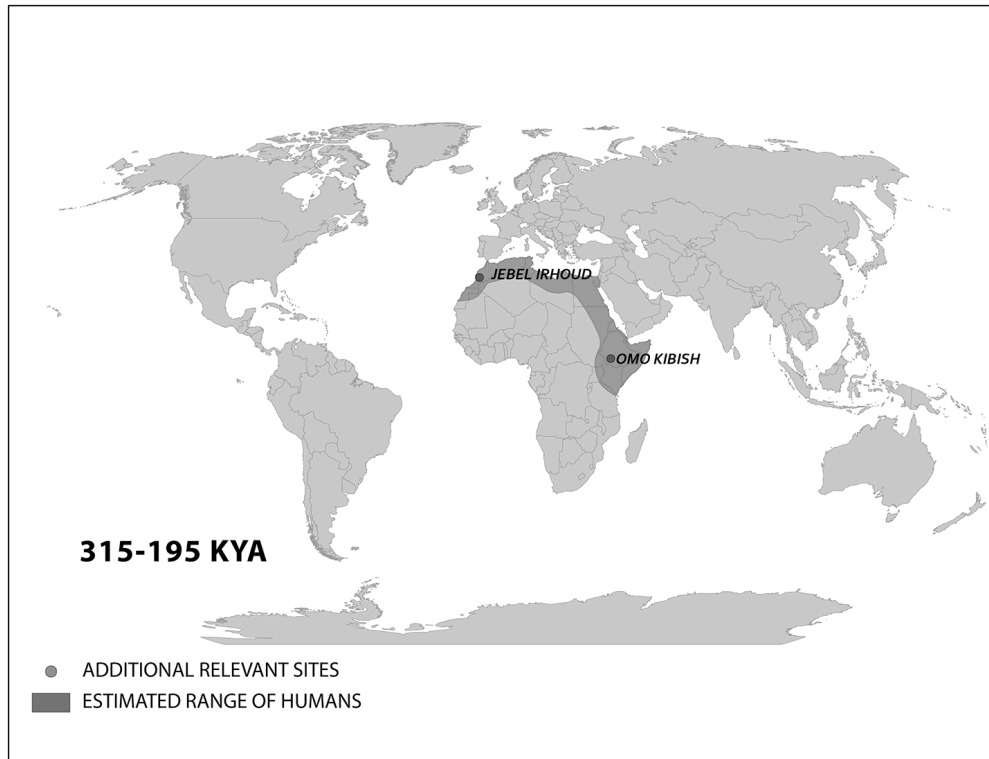 JEBEL IRHOUD
OMO KIBISH
315-195 KYA
ADDITIONAL RELEVANT SITES
ESTIMATED RANGE OF HUMANS